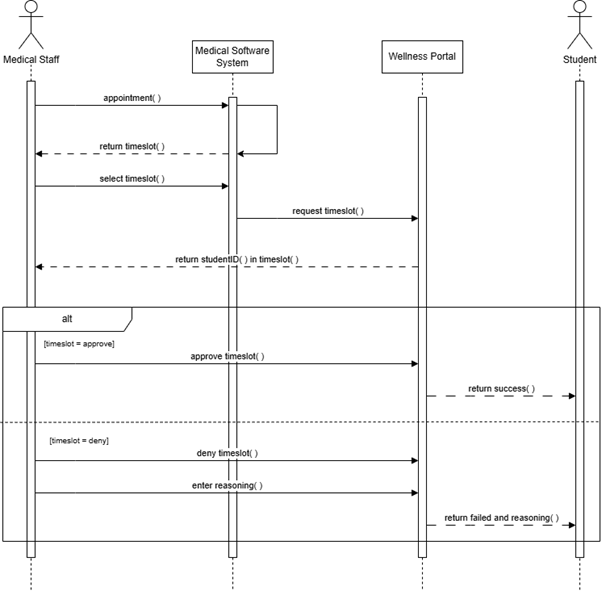 Medical Staff
Medical Software
System
Wellness Portal
Student
appointment( )
return timeslot( )
select timeslot( )
request timeslot( )
return studentID( ) in timeslot( )
alt
[timeslot = approve]
approve timeslot( )
return success( )
[timeslot = deny]
deny timeslot( )
enter reasoning( )
return failed and reasoning( )